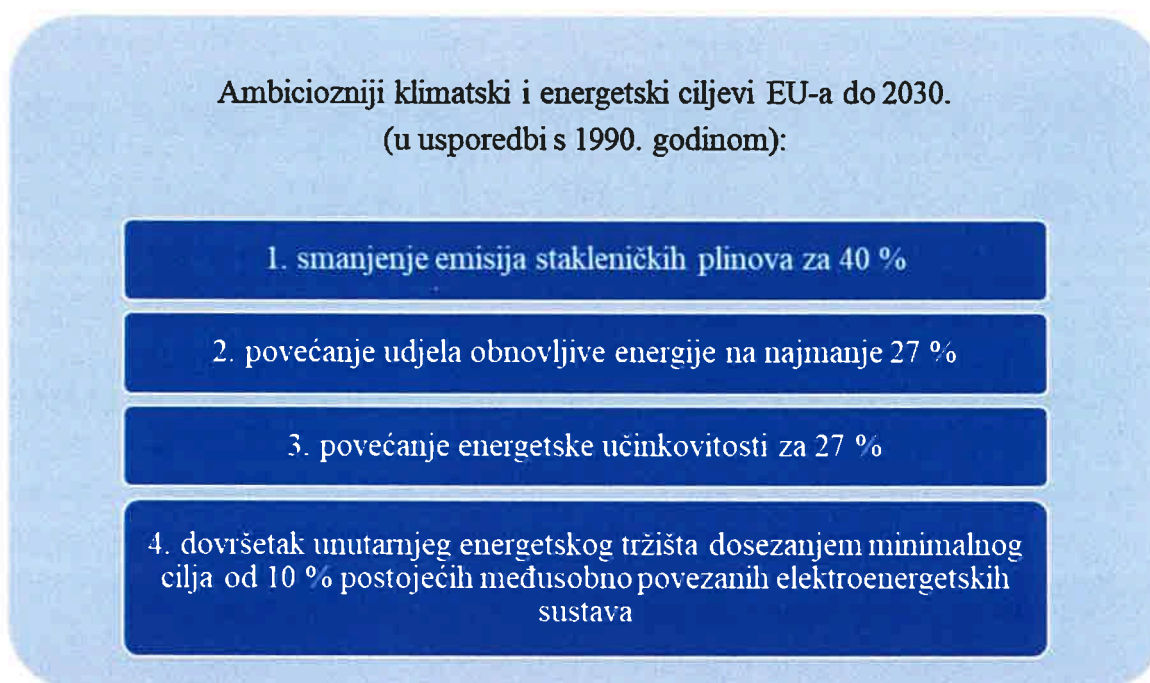 Ambiciozniji klimatski i energetski ciljevi EU-a do 2030.
(u usporedbi s 1990. godinom):
1. smanjenje emisija stakleničkih plinova za 40 %
2. povećanje udjela obnovljive energije na najmanje 27 %
3. povećanje energetske učinkovitosti za 27 %
4. dovršetak unutarnjeg energetskog tržišta dosezanjem minimalnog
cilja od 10 % postojećih međusobno povezanih elektroenergetskih
sustava